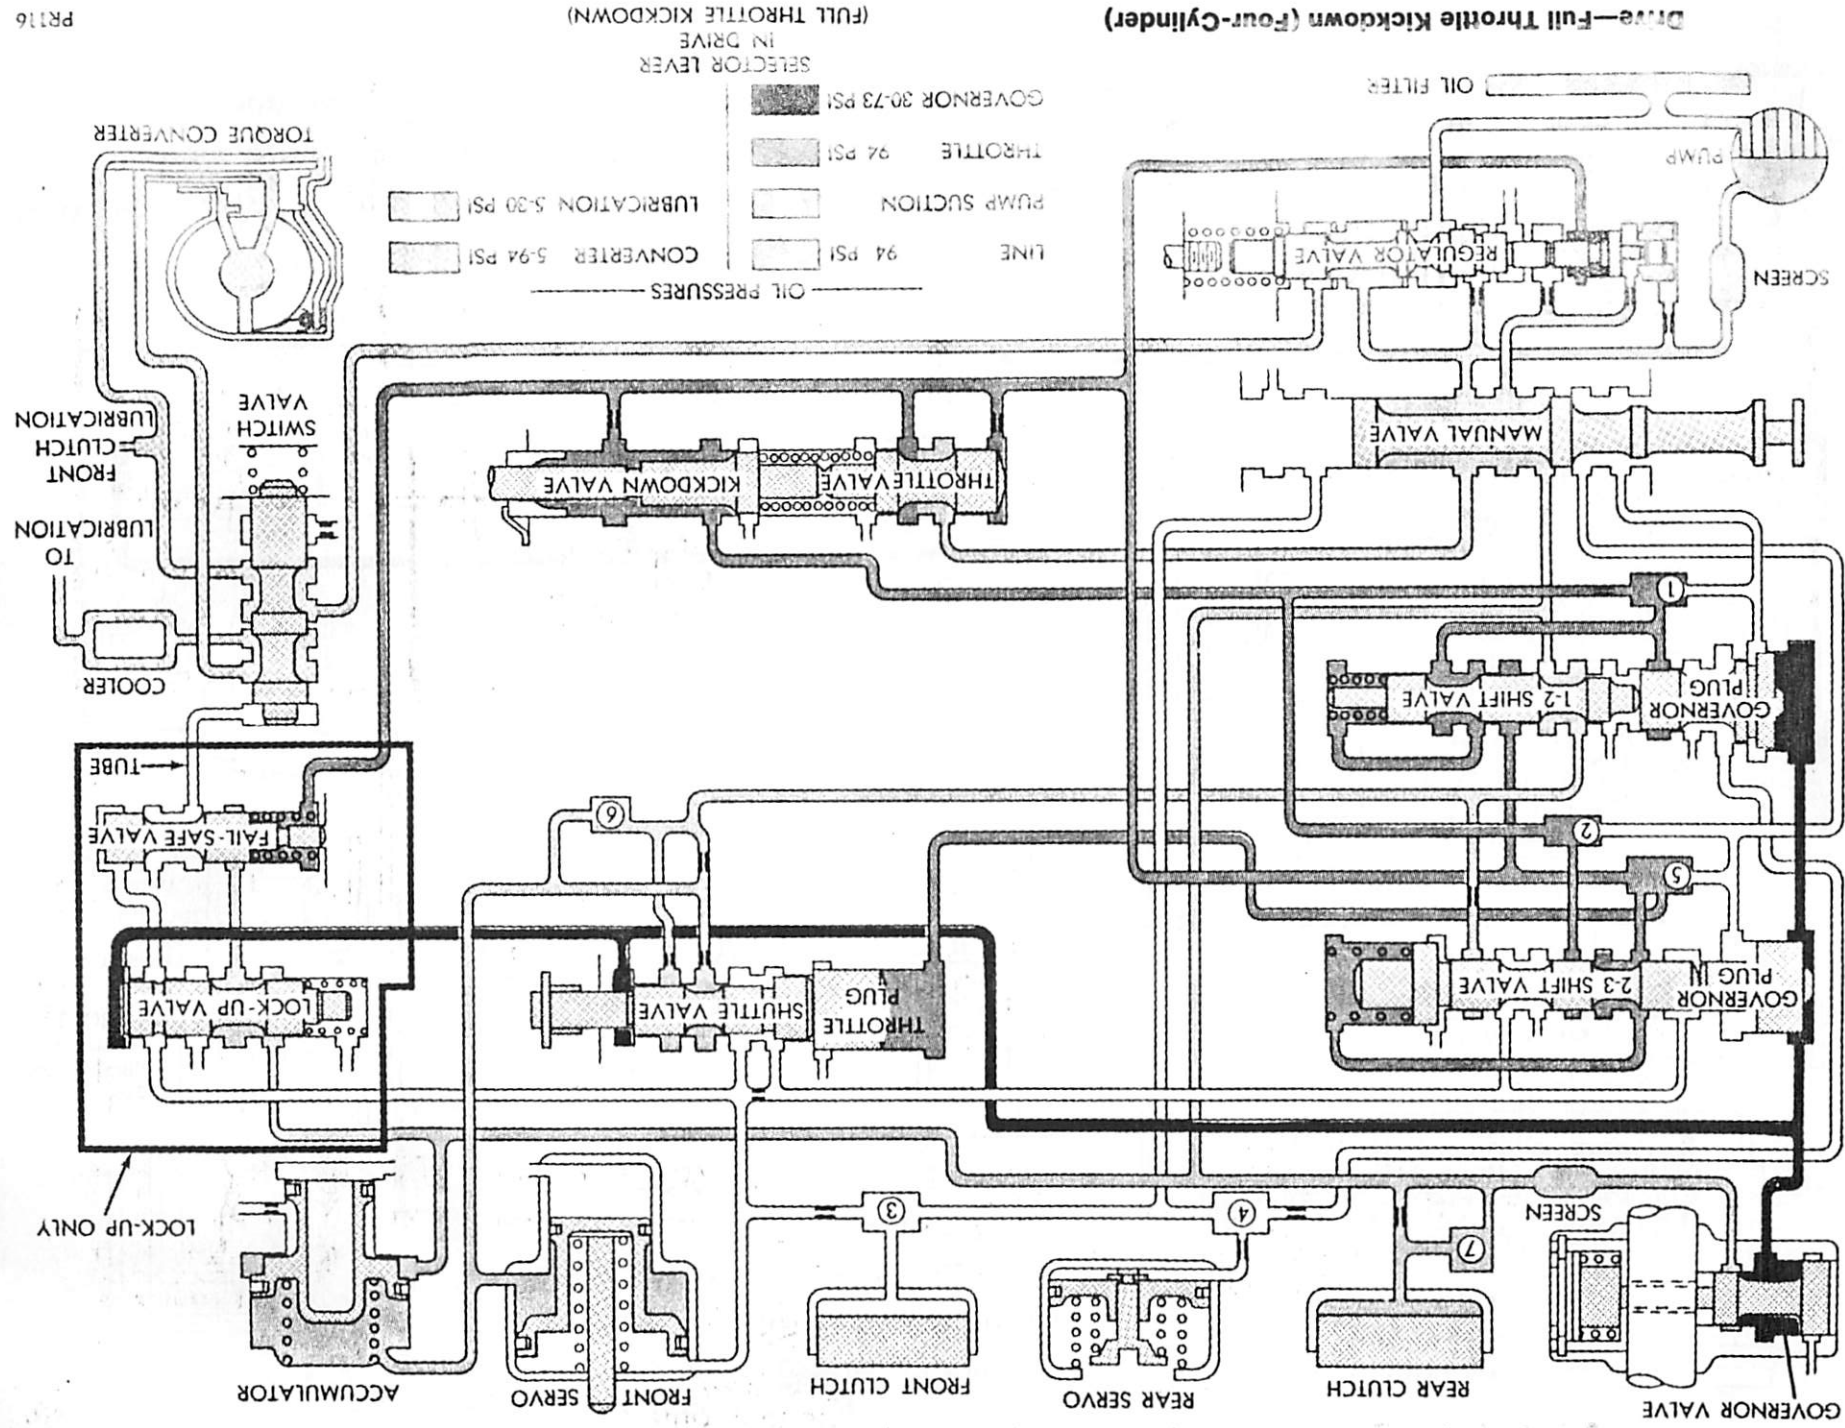 GOVERNOR VALVE
REAR CLUTCH
REAR SERVO
FRONT CLUTCH
FRONT SERVO
ACCUMULATOR
7
SCREEN
4
3
LOCK-UP ONLY
GOVERNOR
PLUG
2-3 SHIFT VALVE
THROTTLE
PLUG
SHUTTLE VALVE
LOCK-UP VALVE
5
2
6
FAIL-SAFE VALVE
TUBE
GOVERNOR
PLUG
1-2 SHIFT VALVE
1
COOLER
TO
LUBRICATION
THROTTLE VALVE
KICKDOWN VALVE
FRONT
CLUTCH
LUBRICATION
MANUAL VALVE
SWITCH
VALVE
SCREEN
REGULATOR VALVE
PUMP
OIL FILTER
OIL PRESSURES
LINE 94 PSI
PUMP SUCTION
THROTTLE 94 PSI
GOVERNOR 30-73 PSI
CONVERTER 5-94 PSI
LUBRICATION 5-30 PSI
TORQUE CONVERTER
SELECTOR LEVER
IN DRIVE
(FULL THROTTLE KICKDOWN)
Drive—Full Throttle Kickdown (Four-Cylinder)
PR116